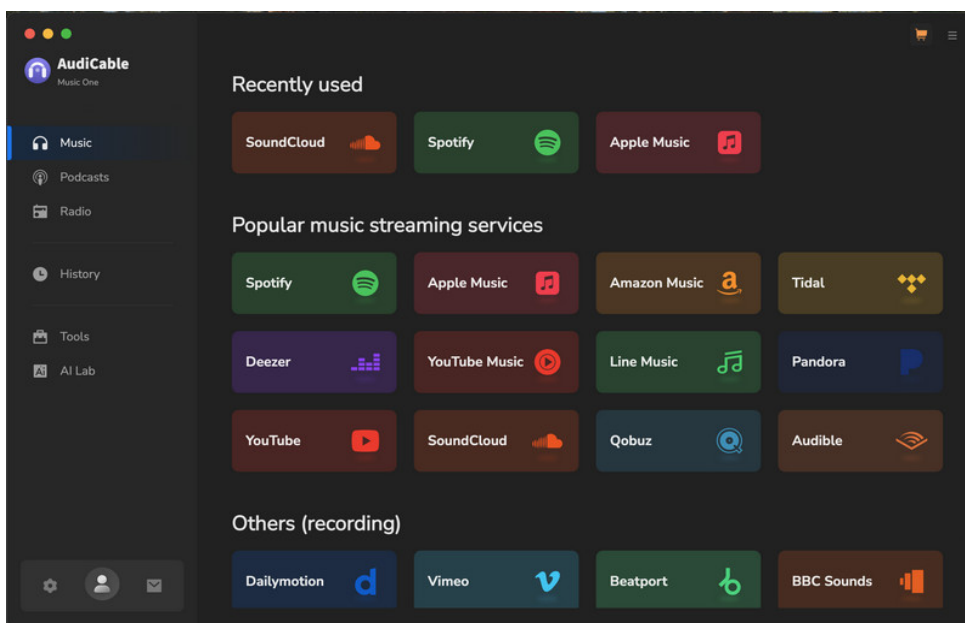 AudiCable
Music One
Music
Podcasts
Radio
History
Tools
AI Lab
Recently used
SoundCloud
Spotify
Apple Music
Popular music streaming services
Spotify
Apple Music
Amazon Music
Tidal
Deezer
YouTube Music
Line Music
Pandora
YouTube
SoundCloud
Qobuz
Audible
Others (recording)
Dailymotion
Vimeo
Beatport
BBC Sounds